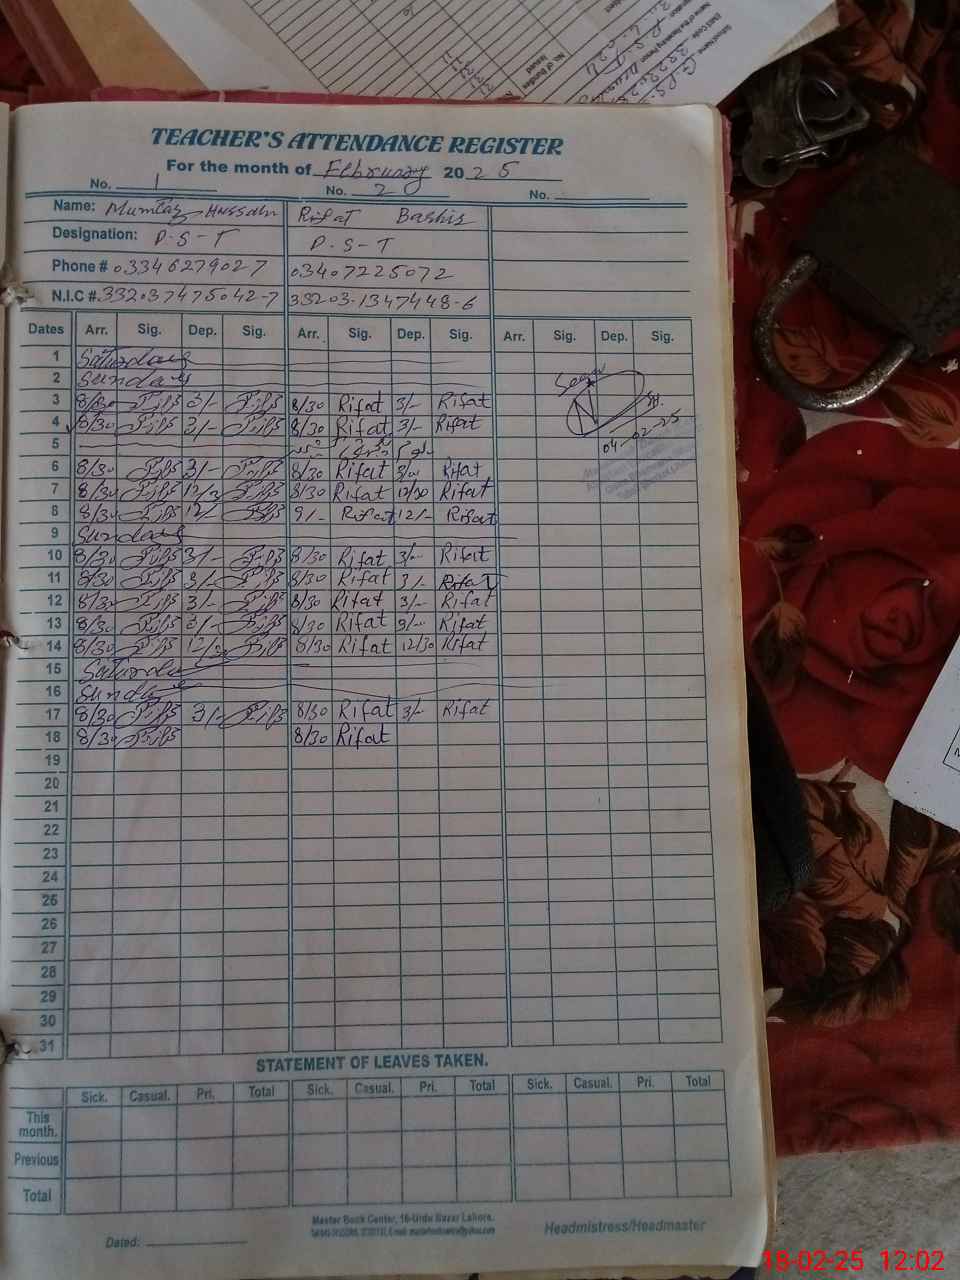 TEACHER'S ATTENDANCE REGISTER
For the month of February 2025
No. 1 No. 2 No.
Name: Mumtaz Hussain Rifat Bashir
Designation: P.S-T P.S-T
Phone # 03346279027 03407225072
N.I.C #. 332037475042-7 33203.1347448-6
Dates Arr. Sig. Dep. Sig. Arr. Sig. Dep. Sig. Arr. Sig. Dep. Sig.
1 Saturday
2 Sunday Seen
3 8/30 3/- 8/30 Rifat 3/- Rifat
4 8/30 3/- 8/30 Rifat 3/- Rifat
04-02-25
5
6 8/30 3/- 8/30 Rifat 3/- Rifat
7 8/30 12/30 8/30 Rifat 12/30 Rifat
8 8/30 12/- 9/- Rifat 12/- Rifat
9 Sunday
10 8/30 3/- 8/30 Rifat 3/- Rifat
11 8/30 3/- 8/30 Rifat 3/- Rifat
12 8/30 3/- 8/30 Rifat 3/- Rifat
13 8/30 3/- 8/30 Rifat Rifat
14 8/30 12/30 8/30 Rifat 12/30 Rifat
15 Saturday
16 Sunday
17 8/30 3/- 8/30 Rifat 3/- Rifat
18 8/30 8/30 Rifat
19
20
21
22
23
24
25
26
27
28
29
30
31
STATEMENT OF LEAVES TAKEN.
Sick. Casual. Pri. Total Sick. Casual. Pri. Total Sick. Casual. Pri. Total
This month.
Previous
Total
Master Book Center, 16-Urdu Bazar Lahore.
Dated: Headmistress/Headmaster
18-02-25 12:02